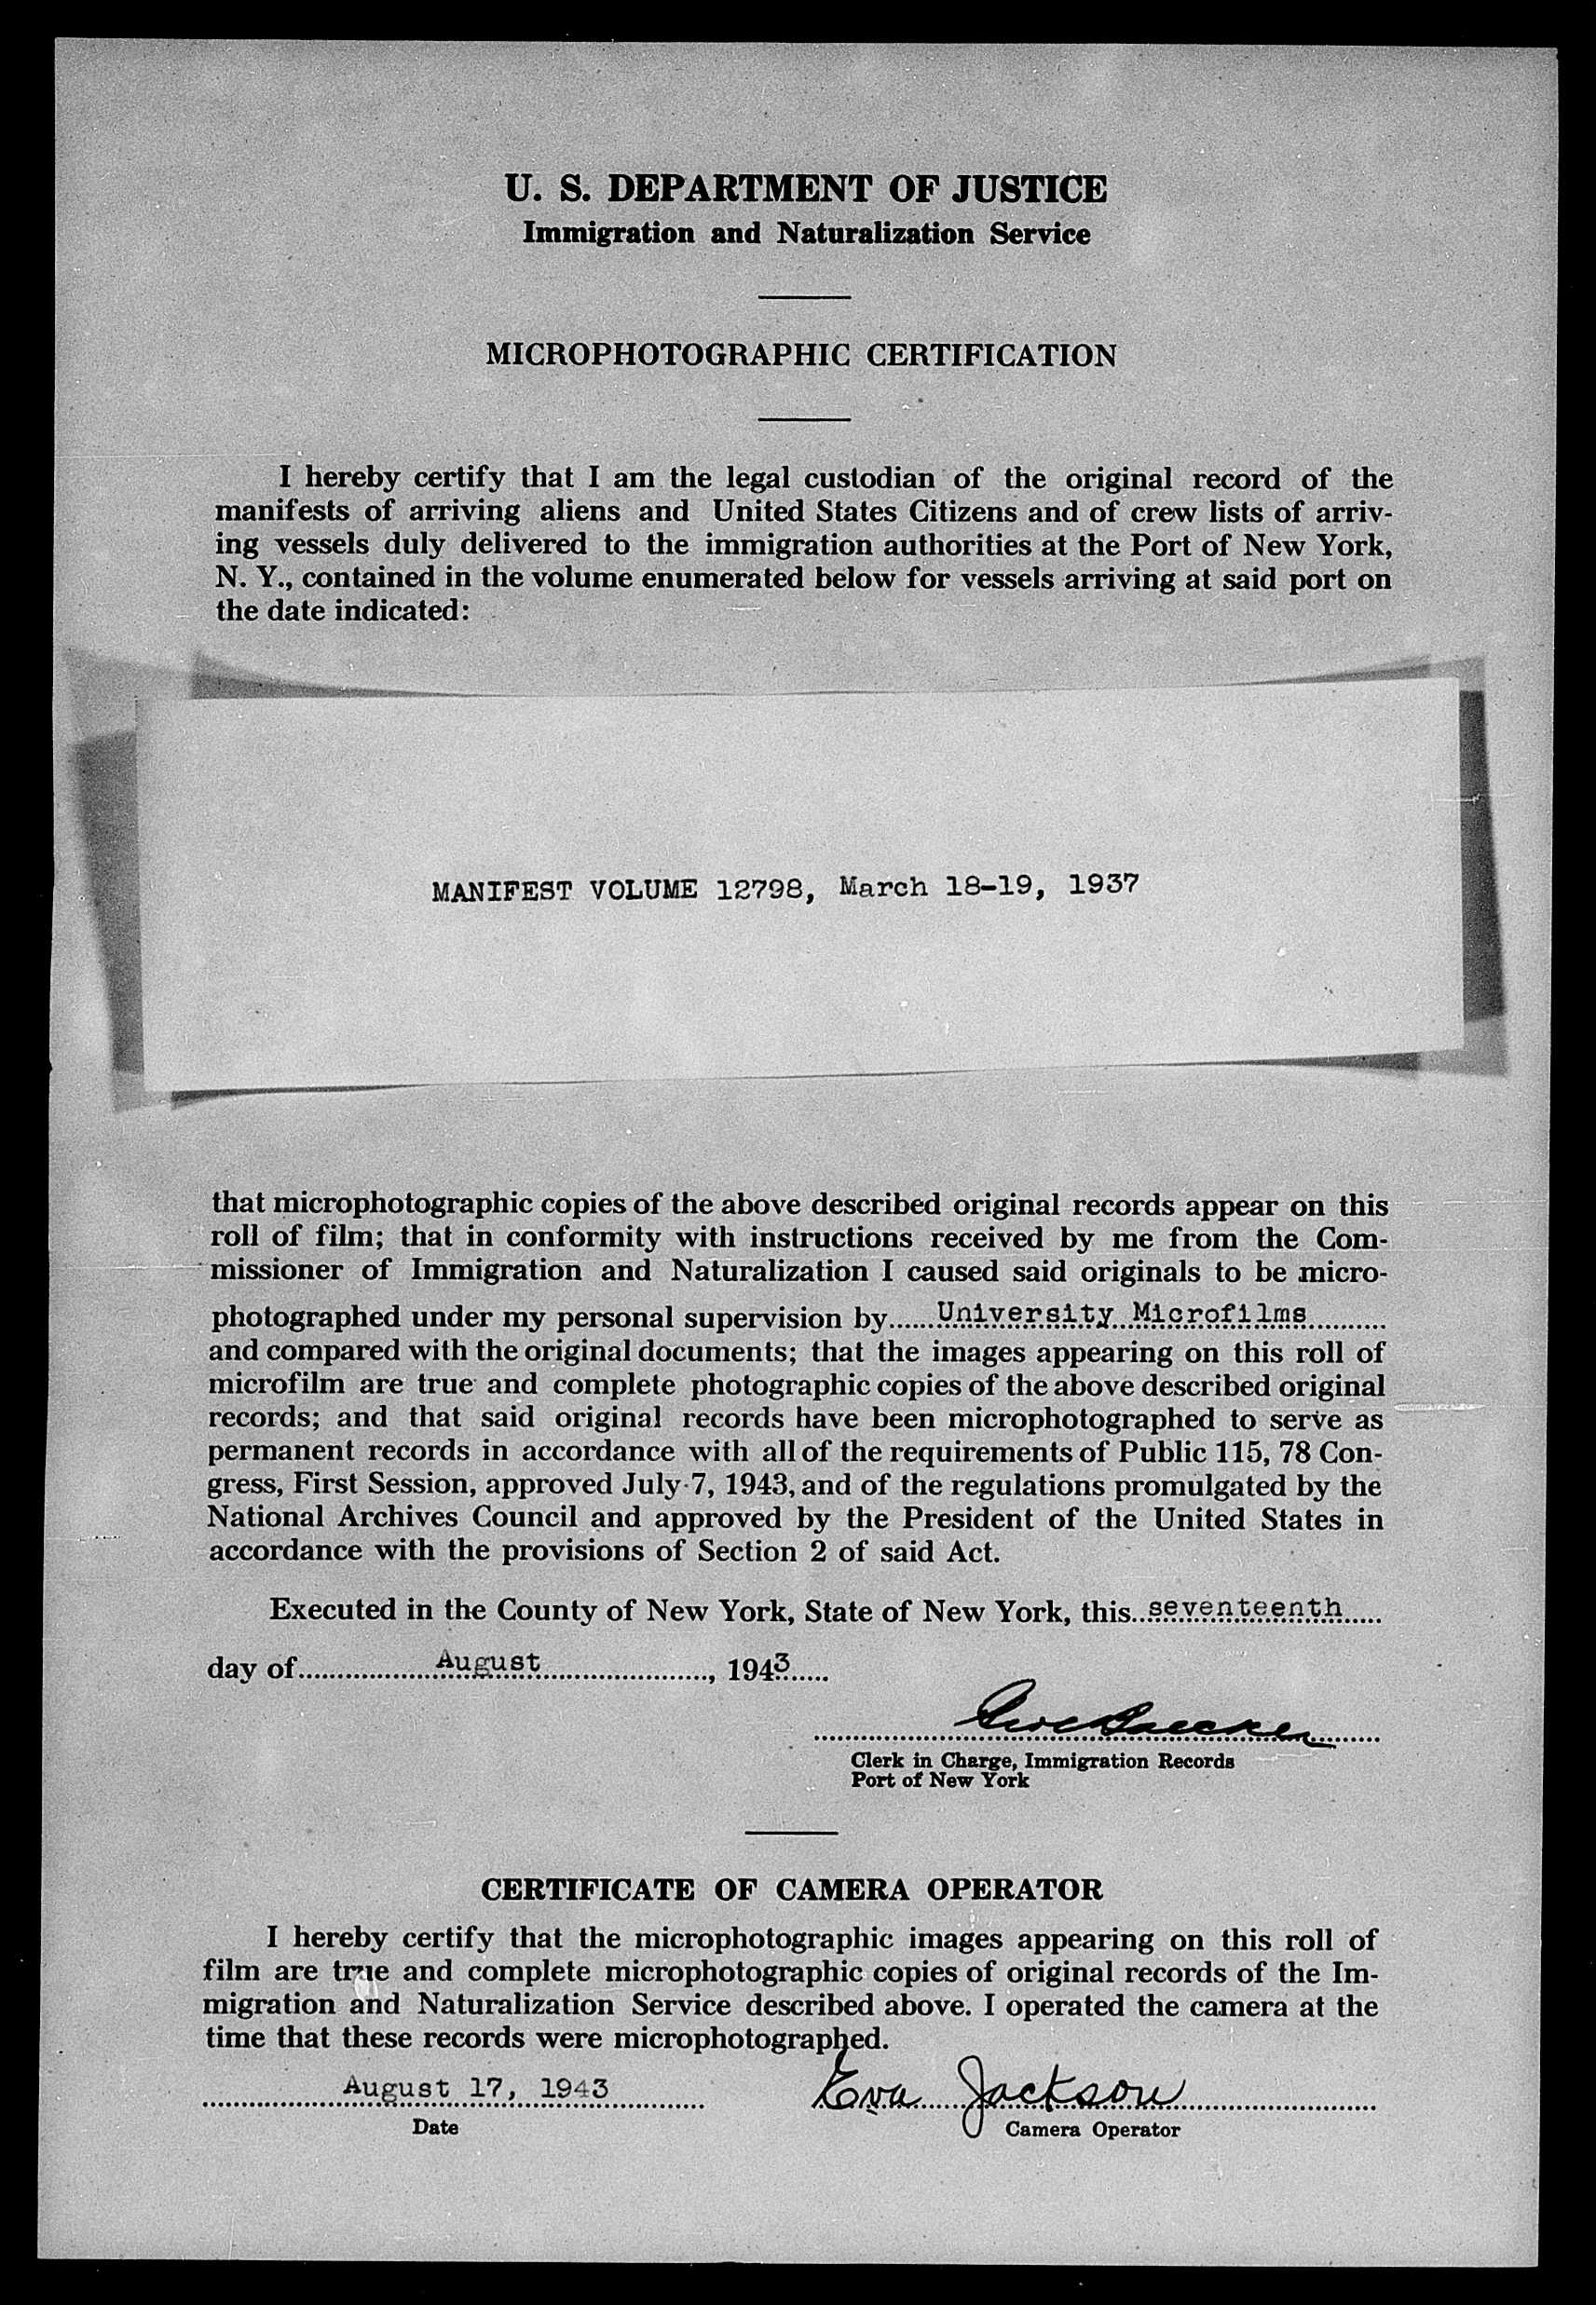 U. S. DEPARTMENT OF JUSTICE
Immigration and Naturalization Service
MICROPHOTOGRAPHIC CERTIFICATION
I hereby certify that I am the legal custodian of the original record of the
manifests of arriving aliens and United States Citizens and of crew lists of arriv-
ing vessels duly delivered to the immigration authorities at the Port of New York,
N. Y., contained in the volume enumerated below for vessels arriving at said port on
the date indicated:
MANIFEST VOLUME 12798, March 18-19, 1937
that microphotographic copies of the above described original records appear on this
roll of film; that in conformity with instructions received by me from the Com-
missioner of Immigration and Naturalization I caused said originals to be micro-
photographed under my personal supervision by......University Microfilms..........
and compared with the original documents; that the images appearing on this roll of
microfilm are true and complete photographic copies of the above described original
records; and that said original records have been microphotographed to serve as
permanent records in accordance with all of the requirements of Public 115, 78 Con-
gress, First Session, approved July 7, 1943, and of the regulations promulgated by the
National Archives Council and approved by the President of the United States in
accordance with the provisions of Section 2 of said Act.
Executed in the County of New York, State of New York, this..seventeenth.....
day of..................August......................, 1943.....
Clerk in Charge, Immigration Records
Port of New York
CERTIFICATE OF CAMERA OPERATOR
I hereby certify that the microphotographic images appearing on this roll of
film are true and complete microphotographic copies of original records of the Im-
migration and Naturalization Service described above. I operated the camera at the
time that these records were microphotographed.
August 17, 1943 Eva Jackson
Date Camera Operator